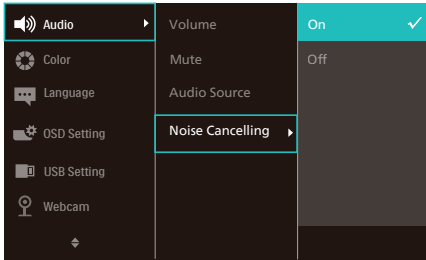 Audio
Color
Language
OSD Setting
USB Setting
Webcam
Volume
Mute
Audio Source
Noise Cancelling
On
Off